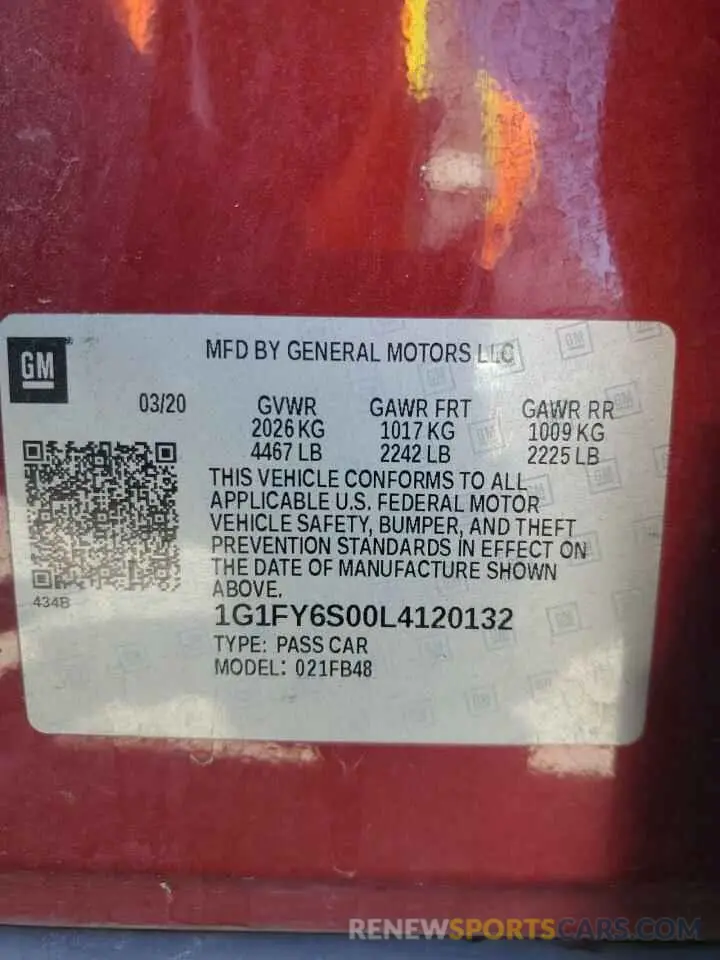 GM
MFD BY GENERAL MOTORS LLC
03/20
GVWR GAWR FRT GAWR RR
2026 KG 1017 KG 1009 KG
4467 LB 2242 LB 2225 LB
THIS VEHICLE CONFORMS TO ALL
APPLICABLE U.S. FEDERAL MOTOR
VEHICLE SAFETY, BUMPER, AND THEFT
PREVENTION STANDARDS IN EFFECT ON
THE DATE OF MANUFACTURE SHOWN
ABOVE.
434B
1G1FY6S00L4120132
TYPE: PASS CAR
MODEL: 021FB48
RENEWSPORTSCARS.COM